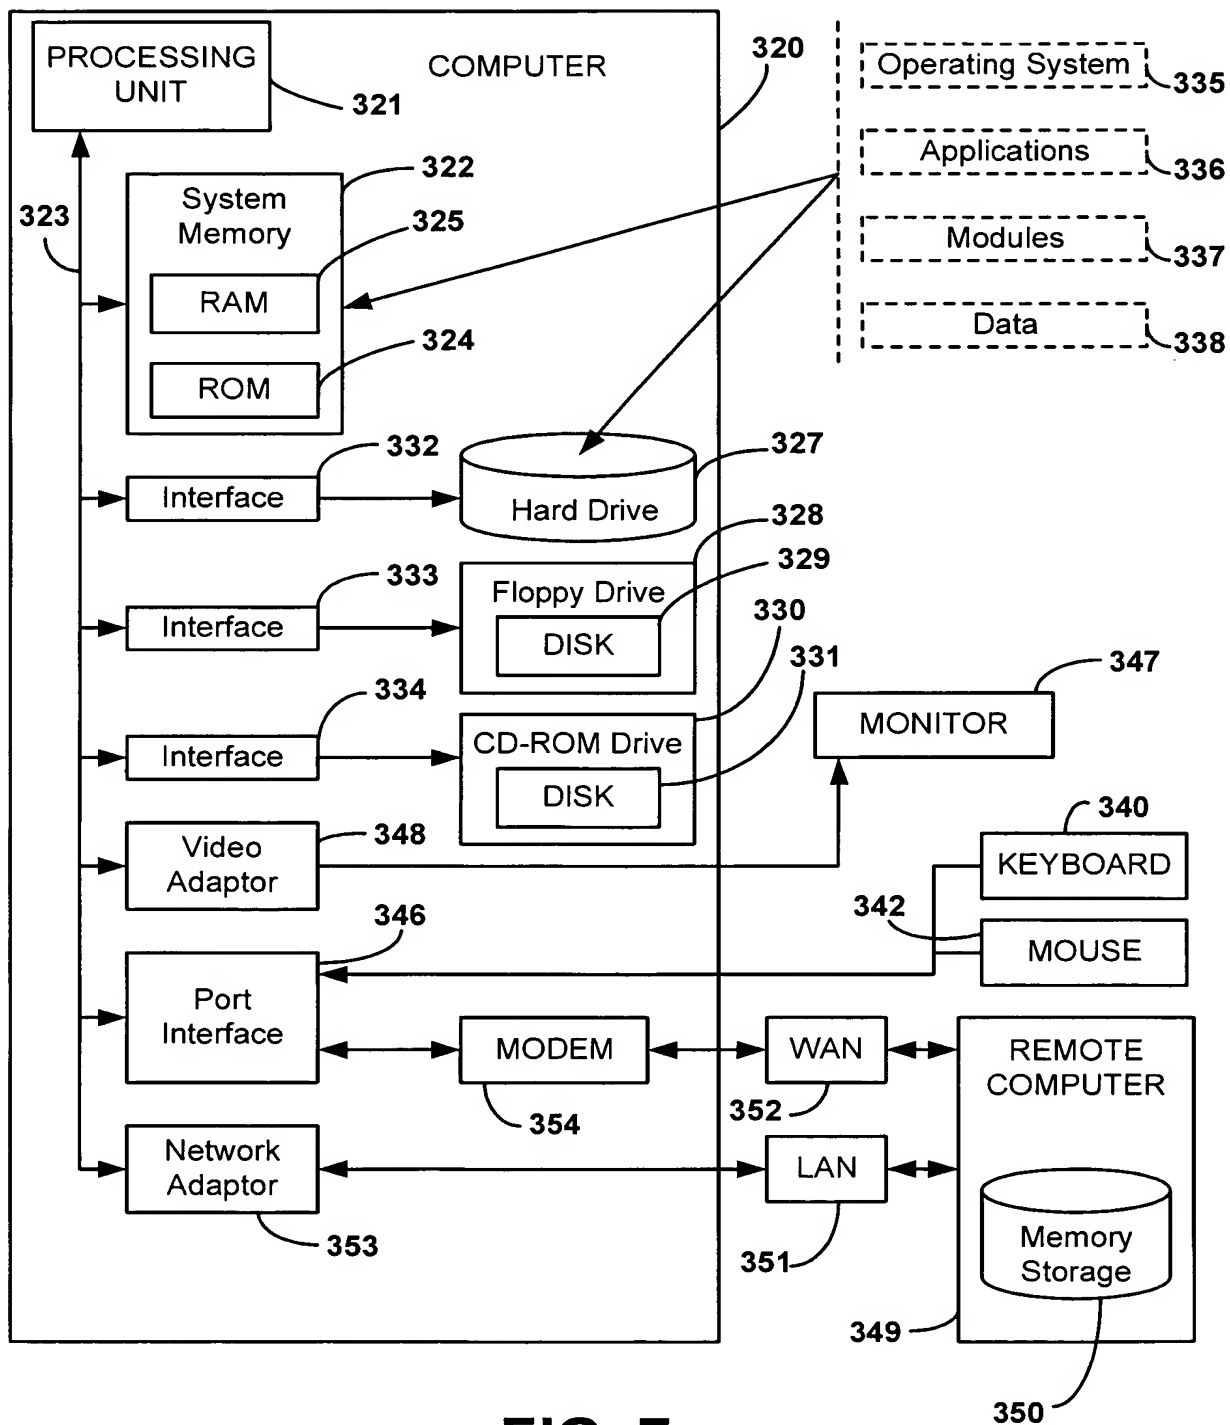 PROCESSING
UNIT
321
COMPUTER
320
Operating System
335
Applications
336
Modules
337
Data
338
323
System
Memory
322
325
RAM
324
ROM
332
Interface
327
Hard Drive
328
333
Interface
Floppy Drive
329
DISK
330
331
334
Interface
CD-ROM Drive
DISK
347
MONITOR
348
Video
Adaptor
340
KEYBOARD
342
MOUSE
346
Port
Interface
MODEM
354
WAN
352
REMOTE
COMPUTER
Network
Adaptor
353
LAN
351
Memory
Storage
349
350